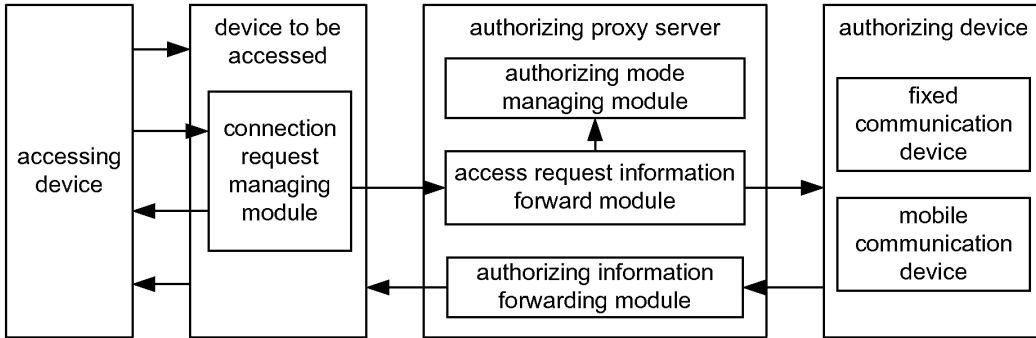 accessing
device
device to be
accessed
connection
request
managing
module
authorizing proxy server
authorizing mode
managing module
access request information
forward module
authorizing information
forwarding module
authorizing device
fixed
communication
device
mobile
communication
device